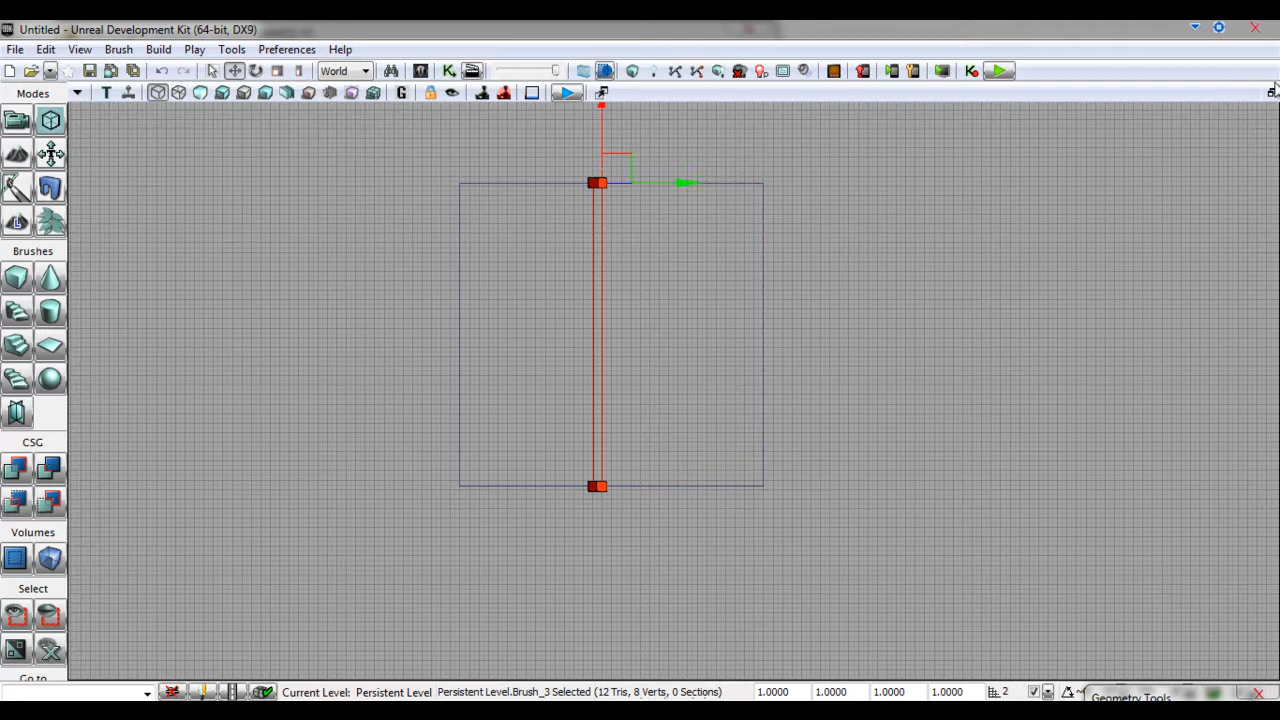 Untitled - Unreal Development Kit (64-bit, DX9)
File Edit View Brush Build Play Tools Preferences Help
World
Modes
T G
Brushes
CSG
Volumes
Select
Go to
Current Level: Persistent Level Persistent Level.Brush_3 Selected (12 Tris, 8 Verts, 0 Sections) 1.0000 1.0000 1.0000 1.0000 2
Geometry Tools